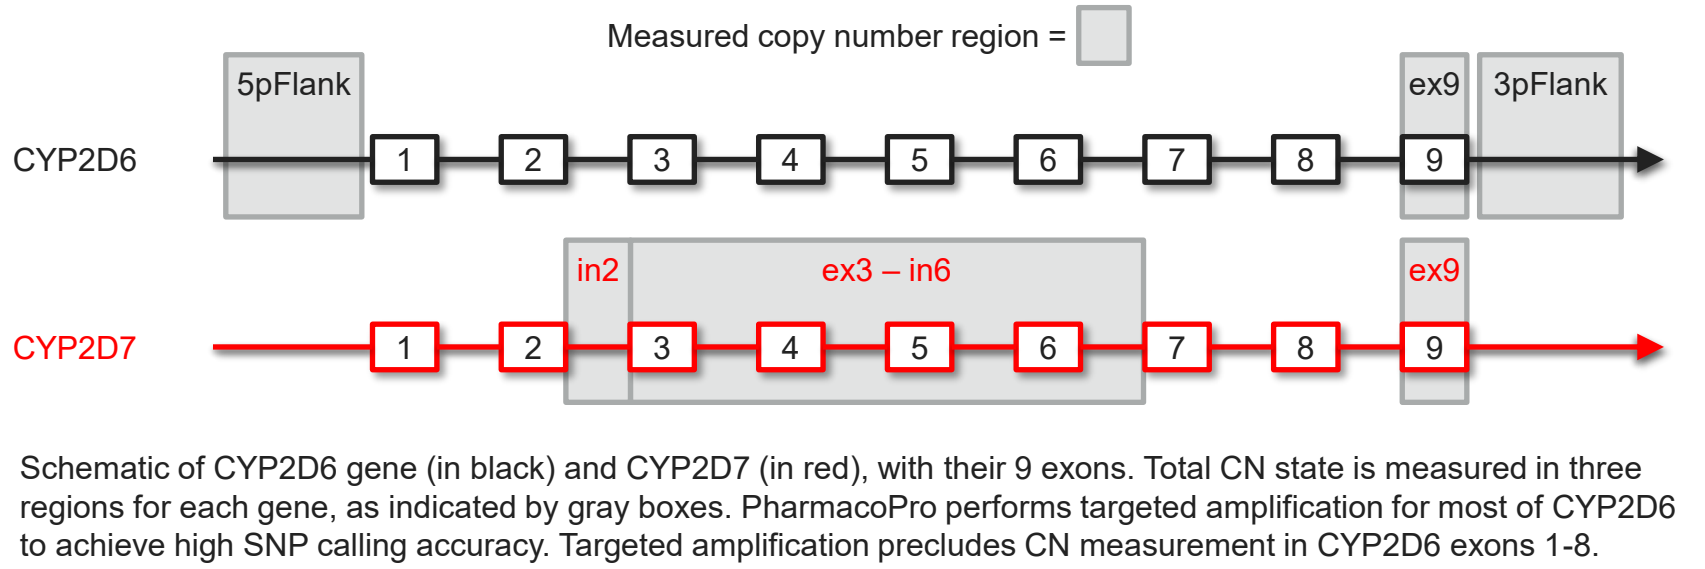 Measured copy number region =
5pFlank
ex9
3pFlank
CYP2D6
1 2 3 4 5 6 7 8 9
in2
ex3 – in6
ex9
CYP2D7
1 2 3 4 5 6 7 8 9
Schematic of CYP2D6 gene (in black) and CYP2D7 (in red), with their 9 exons. Total CN state is measured in three
regions for each gene, as indicated by gray boxes. PharmacoPro performs targeted amplification for most of CYP2D6
to achieve high SNP calling accuracy. Targeted amplification precludes CN measurement in CYP2D6 exons 1-8.